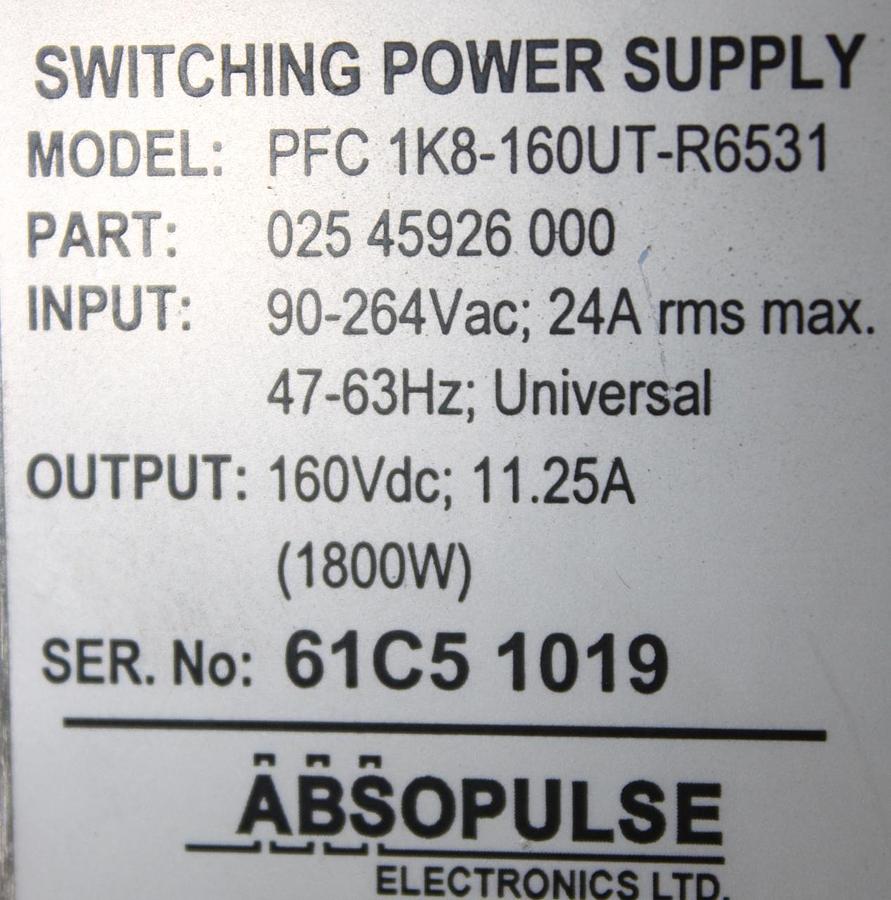 SWITCHING POWER SUPPLY
MODEL: PFC 1K8-160UT-R6531
PART: 025 45926 000
INPUT: 90-264Vac; 24A rms max.
47-63Hz; Universal
OUTPUT: 160Vdc; 11.25A
(1800W)
SER. No: 61C5 1019
ABSOPULSE
ELECTRONICS LTD.